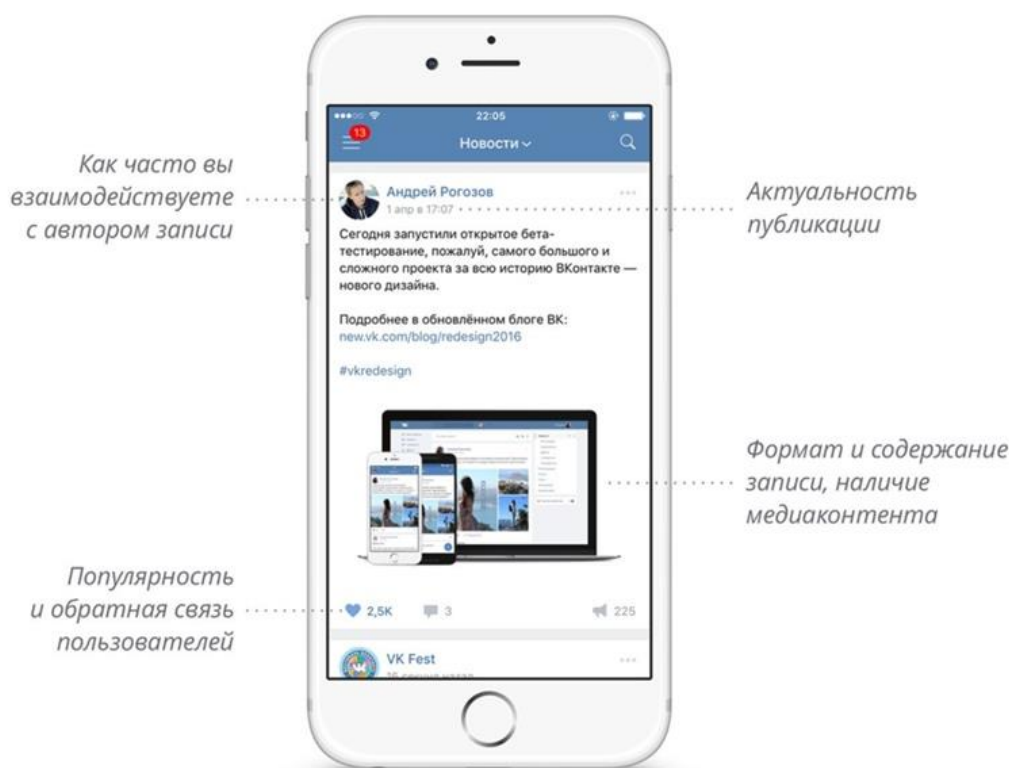 22:05
13
Новости
Как часто вы
взаимодействуете
с автором записи
Андрей Рогозов
1 апр в 17:07
Актуальность
публикации
Сегодня запустили открытое бета-
тестирование, пожалуй, самого большого и
сложного проекта за всю историю ВКонтакте —
нового дизайна.
Подробнее в обновлённом блоге ВК:
new.vk.com/blog/redesign2016
#vkredesign
Формат и содержание
записи, наличие
медиаконтента
Популярность
и обратная связь
пользователей
2,5K
3
225
VK Fest
16 секунд назад